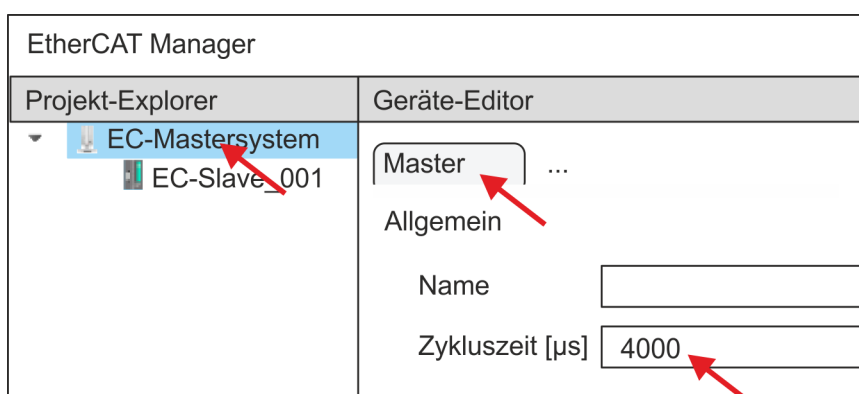 EtherCAT Manager
Projekt-Explorer
EC-Mastersystem
EC-Slave_001
Geräte-Editor
Master ...
Allgemein
Name
Zykluszeit [µs] 4000